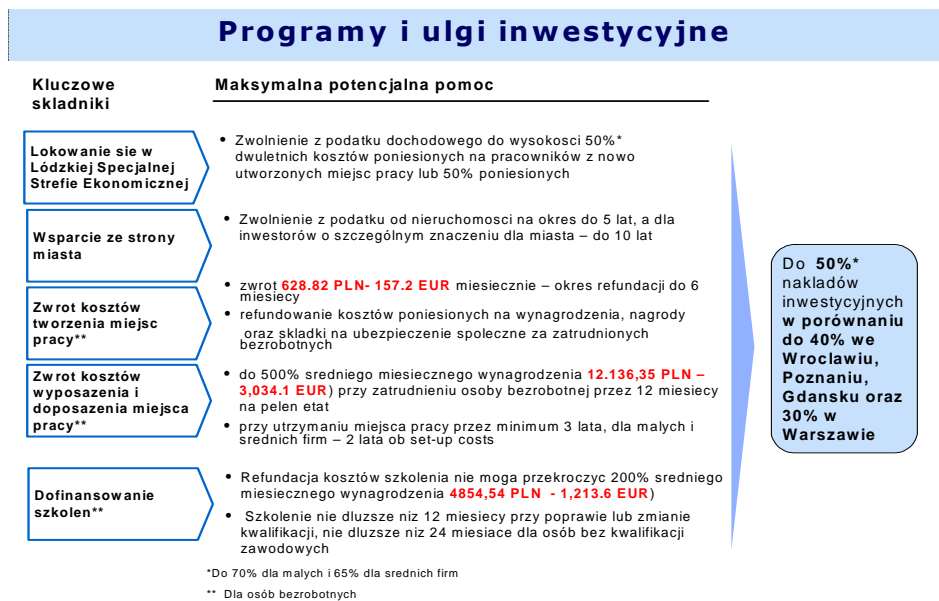 Programy i ulgi inwestycyjne
Kluczowe
skladniki
Maksymalna potencjalna pomoc
Lokowanie sie w
Lódzkiej Specjalnej
Strefie Ekonomicznej
• Zwolnienie z podatku dochodowego do wysokosci 50%*
dwuletnich kosztów poniesionych na pracowników z nowo
utworzonych miejsc pracy lub 50% poniesionych
Wsparcie ze strony
miasta
• Zwolnienie z podatku od nieruchomosci na okres do 5 lat, a dla
inwestorów o szczególnym znaczeniu dla miasta – do 10 lat
Zwrot kosztów
tworzenia miejsc
pracy**
• zwrot 628.82 PLN- 157.2 EUR miesiecznie – okres refundacji do 6
miesiecy
• refundowanie kosztów poniesionych na wynagrodzenia, nagrody
oraz skladki na ubezpieczenie spoleczne za zatrudnionych
bezrobotnych
Zwrot kosztów
wyposazenia i
doposazenia miejsca
pracy**
• do 500% sredniego miesiecznego wynagrodzenia 12.136,35 PLN –
3,034.1 EUR) przy zatrudnieniu osoby bezrobotnej przez 12 miesiecy
na pelen etat
• przy utrzymaniu miejsca pracy przez minimum 3 lata, dla malych i
srednich firm – 2 lata ob set-up costs
Dofinansowanie
szkolen**
• Refundacja kosztów szkolenia nie moga przekroczyc 200% sredniego
miesiecznego wynagrodzenia 4854,54 PLN - 1,213.6 EUR)
• Szkolenie nie dluzsze niz 12 miesiecy przy poprawie lub zmianie
kwalifikacji, nie dluzsze niz 24 miesiace dla osób bez kwalifikacji
zawodowych
Do 50%*
nakladów
inwestycyjnych
w porównaniu
do 40% we
Wroclawiu,
Poznaniu,
Gdansku oraz
30% w
Warszawie
*Do 70% dla malych i 65% dla srednich firm
** Dla osób bezrobotnych